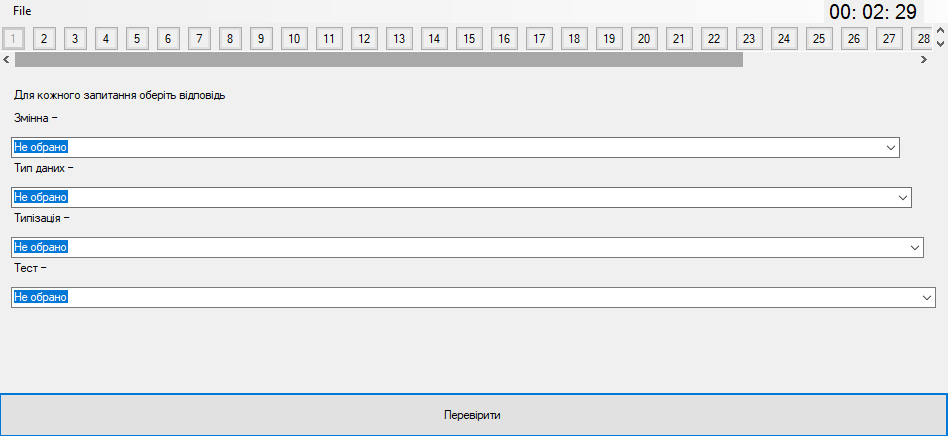 File 00: 02: 29
1 2 3 4 5 6 7 8 9 10 11 12 13 14 15 16 17 18 19 20 21 22 23 24 25 26 27 28
Для кожного запитання оберіть відповідь
Змінна –
Не обрано
Тип даних –
Не обрано
Типізація –
Не обрано
Тест –
Не обрано
Перевірити